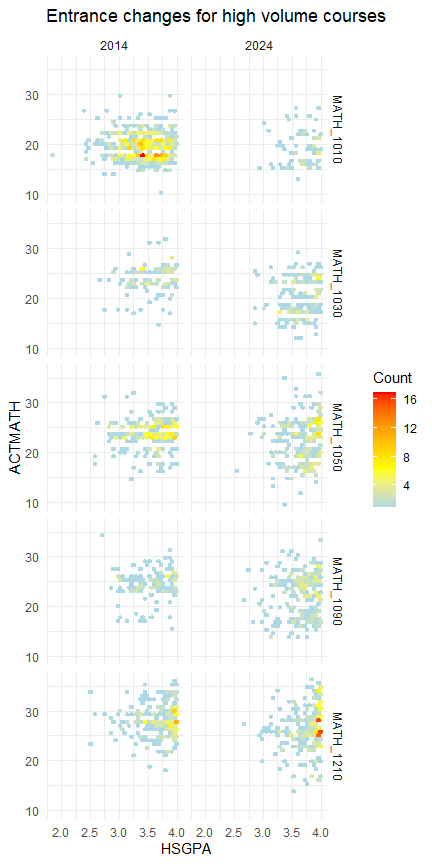 Entrance changes for high volume courses
2014 2024
30
20
10
MATH_1010
30
20
10
MATH_1030
Count
16
12
8
4
ACTMATH
30
20
10
MATH_1050
30
20
10
MATH_1090
30
20
10
MATH_1210
2.0 2.5 3.0 3.5 4.0 2.0 2.5 3.0 3.5 4.0
HSGPA